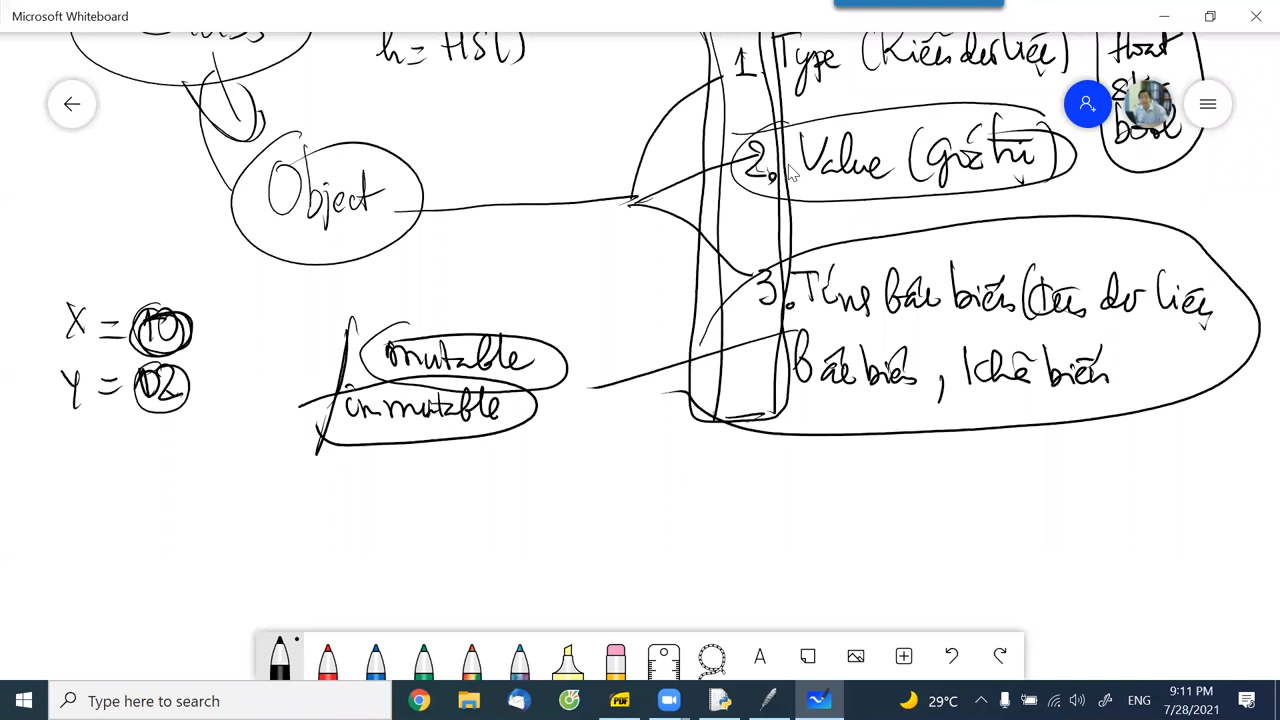 Microsoft Whiteboard
h = HS()
1. Type (Kiểu dữ liệu)
float
bool
Object
2. Value (giá trị)
3. Tính bất biến (của dữ liệu
bất biến, khả biến
X = 10
Y = 02
mutable
immutable
Type here to search
29°C
ENG
9:11 PM
7/28/2021